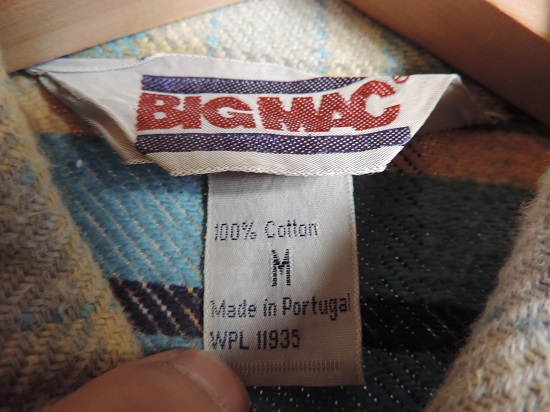 BIG MAC®
100% Cotton
M
Made in Portugal
WPL 11935